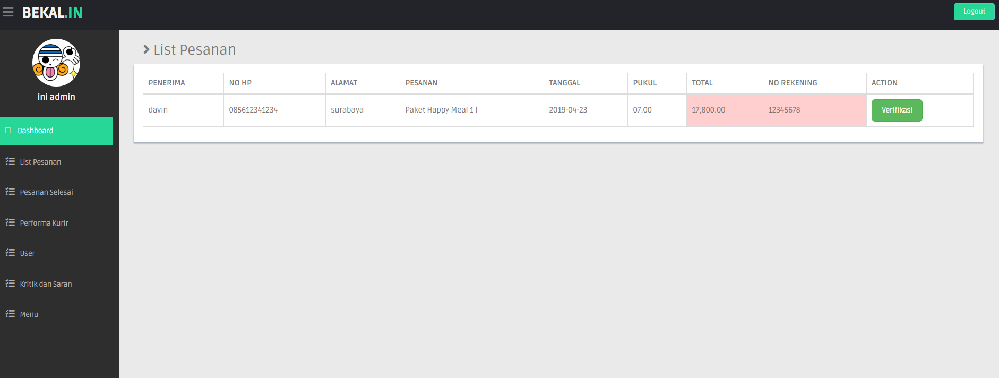 BEKAL.IN
Logout
ini admin
Dashboard
List Pesanan
Pesanan Selesai
Performa Kurir
User
Kritik dan Saran
Menu
List Pesanan
PENERIMA NO HP ALAMAT PESANAN TANGGAL PUKUL TOTAL NO REKENING ACTION
davin 085612341234 surabaya Paket Happy Meal 1 | 2019-04-23 07.00 17,800.00 12345678 Verifikasi